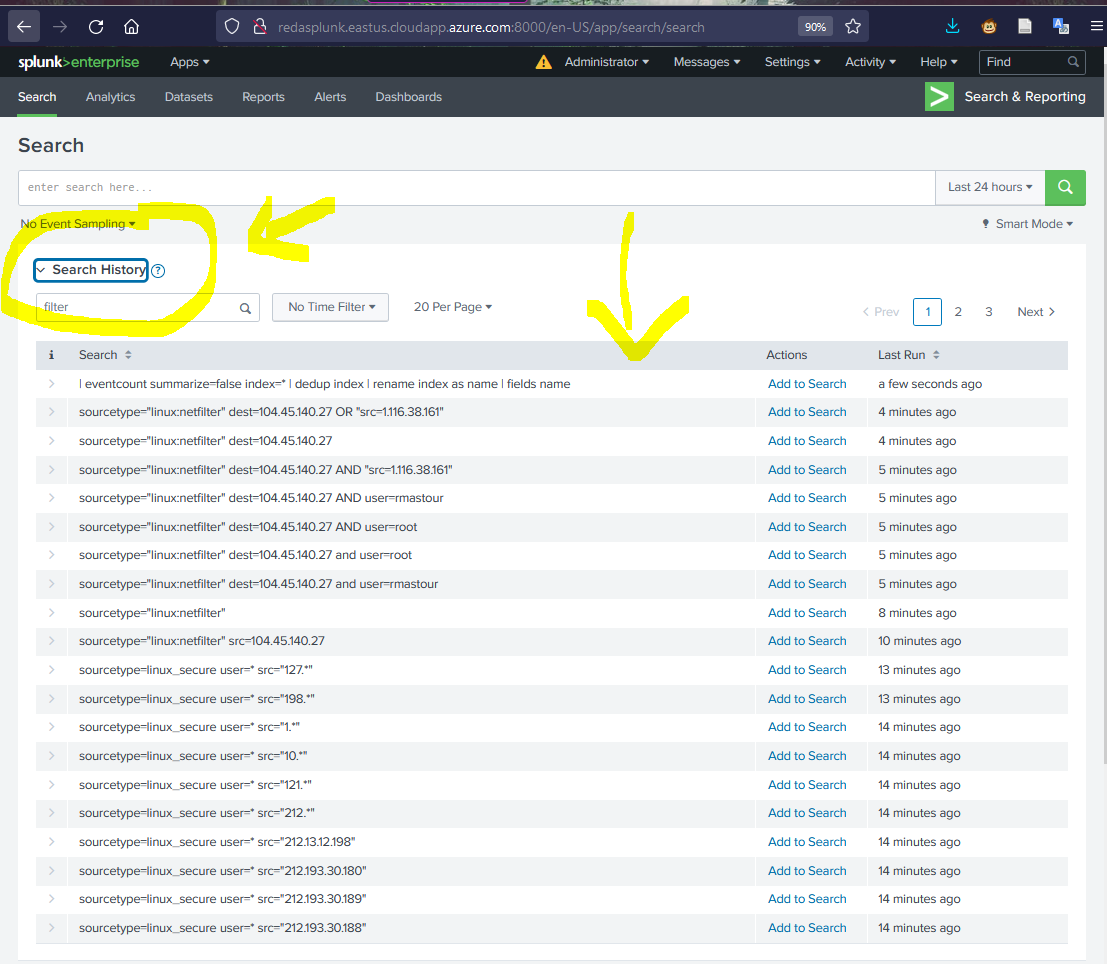 redasplunk.eastus.cloudapp.azure.com:8000/en-US/app/search/search 90%
splunk>enterprise Apps Administrator Messages Settings Activity Help Find
Search Analytics Datasets Reports Alerts Dashboards Search & Reporting
Search
enter search here... Last 24 hours
No Event Sampling Smart Mode
Search History ?
filter No Time Filter 20 Per Page Prev 1 2 3 Next
i Search Actions Last Run
| eventcount summarize=false index=* | dedup index | rename index as name | fields name Add to Search a few seconds ago
sourcetype="linux:netfilter" dest=104.45.140.27 OR "src=1.116.38.161" Add to Search 4 minutes ago
sourcetype="linux:netfilter" dest=104.45.140.27 Add to Search 4 minutes ago
sourcetype="linux:netfilter" dest=104.45.140.27 AND "src=1.116.38.161" Add to Search 5 minutes ago
sourcetype="linux:netfilter" dest=104.45.140.27 AND user=rmastour Add to Search 5 minutes ago
sourcetype="linux:netfilter" dest=104.45.140.27 AND user=root Add to Search 5 minutes ago
sourcetype="linux:netfilter" dest=104.45.140.27 and user=root Add to Search 5 minutes ago
sourcetype="linux:netfilter" dest=104.45.140.27 and user=rmastour Add to Search 5 minutes ago
sourcetype="linux:netfilter" Add to Search 8 minutes ago
sourcetype="linux:netfilter" src=104.45.140.27 Add to Search 10 minutes ago
sourcetype=linux_secure user=* src="127.*" Add to Search 13 minutes ago
sourcetype=linux_secure user=* src="198.*" Add to Search 13 minutes ago
sourcetype=linux_secure user=* src="1.*" Add to Search 14 minutes ago
sourcetype=linux_secure user=* src="10.*" Add to Search 14 minutes ago
sourcetype=linux_secure user=* src="121.*" Add to Search 14 minutes ago
sourcetype=linux_secure user=* src="212.*" Add to Search 14 minutes ago
sourcetype=linux_secure user=* src="212.13.12.198" Add to Search 14 minutes ago
sourcetype=linux_secure user=* src="212.193.30.180" Add to Search 14 minutes ago
sourcetype=linux_secure user=* src="212.193.30.189" Add to Search 14 minutes ago
sourcetype=linux_secure user=* src="212.193.30.188" Add to Search 14 minutes ago